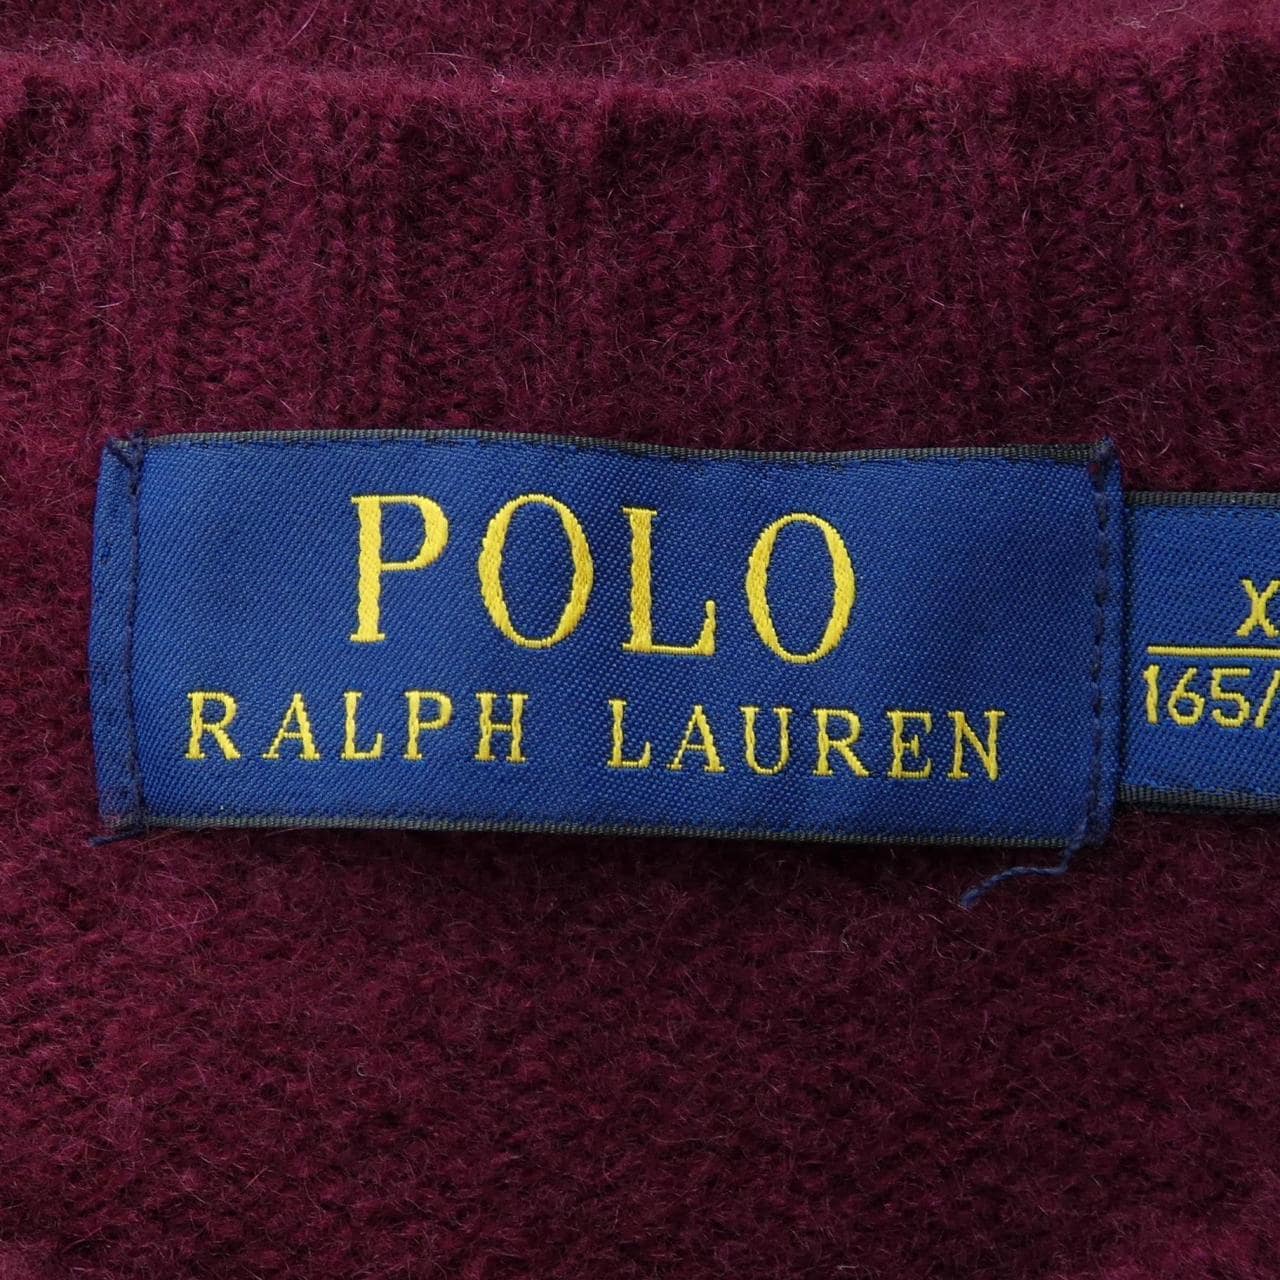 POLO
RALPH LAUREN
X
165/